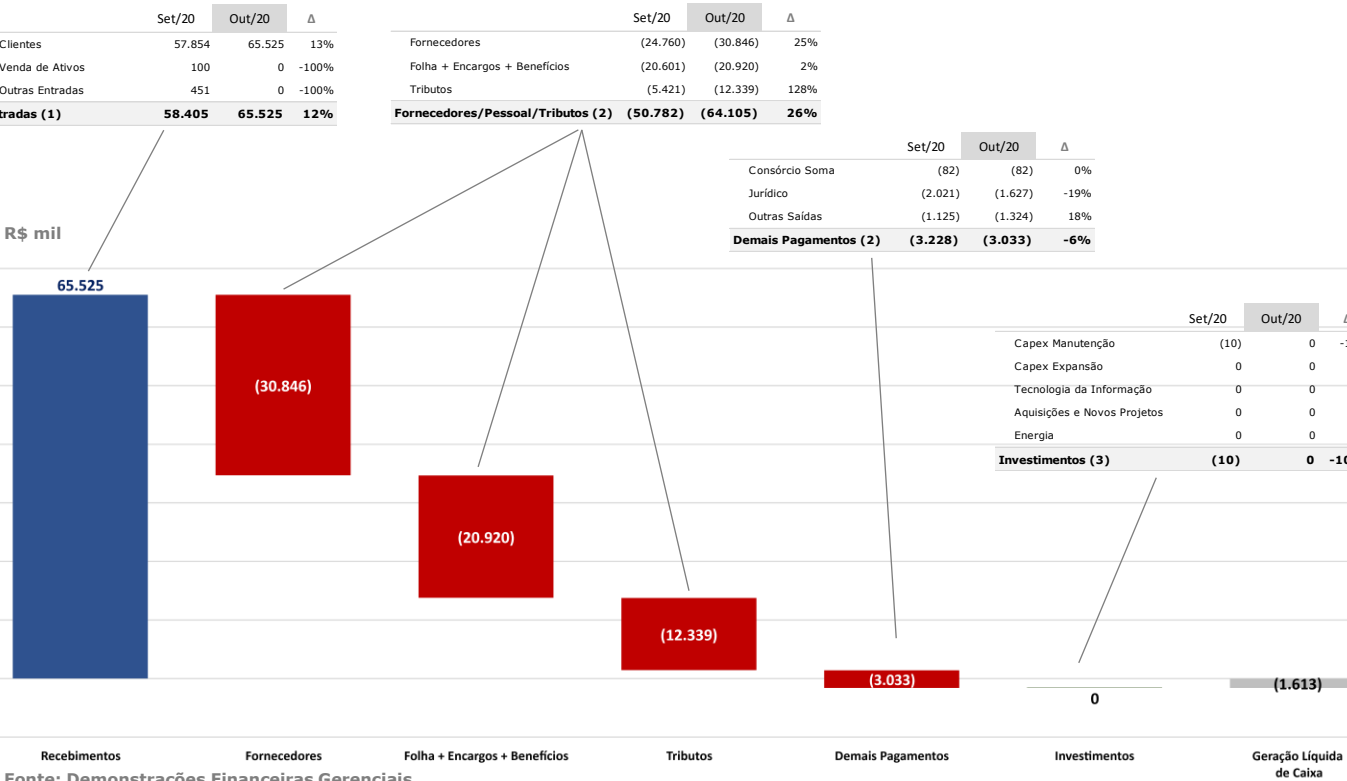 Set/20 Out/20 Δ
Clientes 57.854 65.525 13%
Venda de Ativos 100 0 -100%
Outras Entradas 451 0 -100%
tradas (1) 58.405 65.525 12%
Set/20 Out/20 Δ
Fornecedores (24.760) (30.846) 25%
Folha + Encargos + Benefícios (20.601) (20.920) 2%
Tributos (5.421) (12.339) 128%
Fornecedores/Pessoal/Tributos (2) (50.782) (64.105) 26%
Set/20 Out/20 Δ
Consórcio Soma (82) (82) 0%
Jurídico (2.021) (1.627) -19%
Outras Saídas (1.125) (1.324) 18%
Demais Pagamentos (2) (3.228) (3.033) -6%
R$ mil
Set/20 Out/20
Capex Manutenção (10) 0
Capex Expansão 0 0
Tecnologia da Informação 0 0
Aquisições e Novos Projetos 0 0
Energia 0 0
Investimentos (3) (10) 0 -10
65.525
(30.846)
(20.920)
(12.339)
(3.033)
0
(1.613)
Recebimentos
Fornecedores
Folha + Encargos + Benefícios
Tributos
Demais Pagamentos
Investimentos
Geração Líquida
de Caixa
Fonte: Demonstrações Financeiras Gerenciais